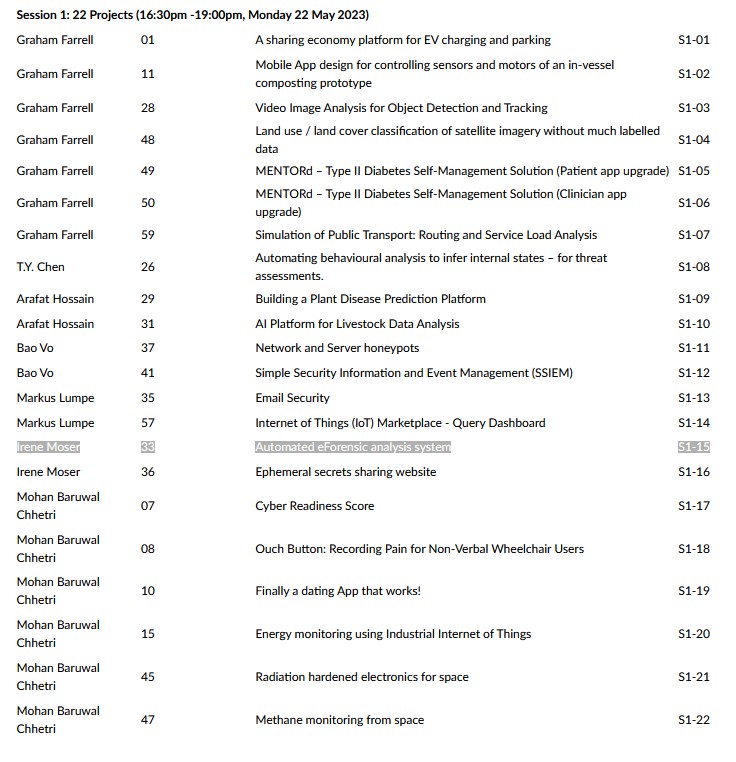 Session 1: 22 Projects (16:30pm -19:00pm, Monday 22 May 2023)
Graham Farrell 01 A sharing economy platform for EV charging and parking S1-01
Graham Farrell 11 Mobile App design for controlling sensors and motors of an in-vessel
composting prototype S1-02
Graham Farrell 28 Video Image Analysis for Object Detection and Tracking S1-03
Graham Farrell 48 Land use / land cover classification of satellite imagery without much labelled
data S1-04
Graham Farrell 49 MENTORd – Type II Diabetes Self-Management Solution (Patient app upgrade) S1-05
Graham Farrell 50 MENTORd – Type II Diabetes Self-Management Solution (Clinician app
upgrade) S1-06
Graham Farrell 59 Simulation of Public Transport: Routing and Service Load Analysis S1-07
T.Y. Chen 26 Automating behavioural analysis to infer internal states – for threat
assessments. S1-08
Arafat Hossain 29 Building a Plant Disease Prediction Platform S1-09
Arafat Hossain 31 AI Platform for Livestock Data Analysis S1-10
Bao Vo 37 Network and Server honeypots S1-11
Bao Vo 41 Simple Security Information and Event Management (SSIEM) S1-12
Markus Lumpe 35 Email Security S1-13
Markus Lumpe 57 Internet of Things (IoT) Marketplace - Query Dashboard S1-14
Irene Moser 33 Automated eForensic analysis system S1-15
Irene Moser 36 Ephemeral secrets sharing website S1-16
Mohan Baruwal
Chhetri 07 Cyber Readiness Score S1-17
Mohan Baruwal
Chhetri 08 Ouch Button: Recording Pain for Non-Verbal Wheelchair Users S1-18
Mohan Baruwal
Chhetri 10 Finally a dating App that works! S1-19
Mohan Baruwal
Chhetri 15 Energy monitoring using Industrial Internet of Things S1-20
Mohan Baruwal
Chhetri 45 Radiation hardened electronics for space S1-21
Mohan Baruwal
Chhetri 47 Methane monitoring from space S1-22